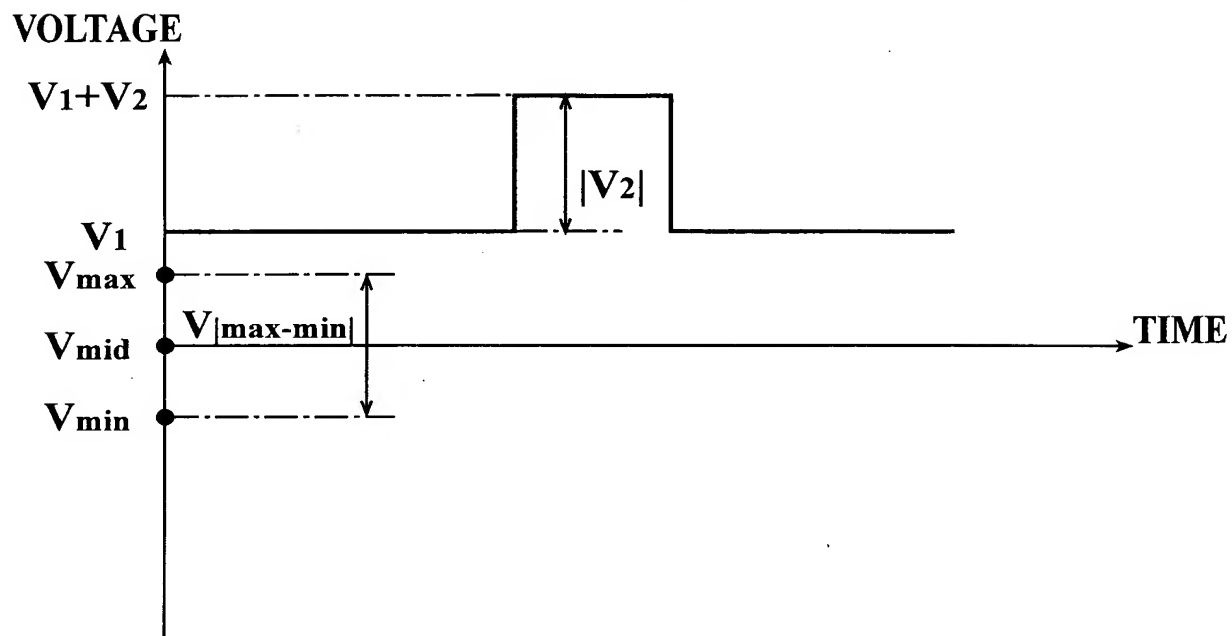 VOLTAGE
V1+V2
|V2|
V1
Vmax
V|max-min|
Vmid
TIME
Vmin